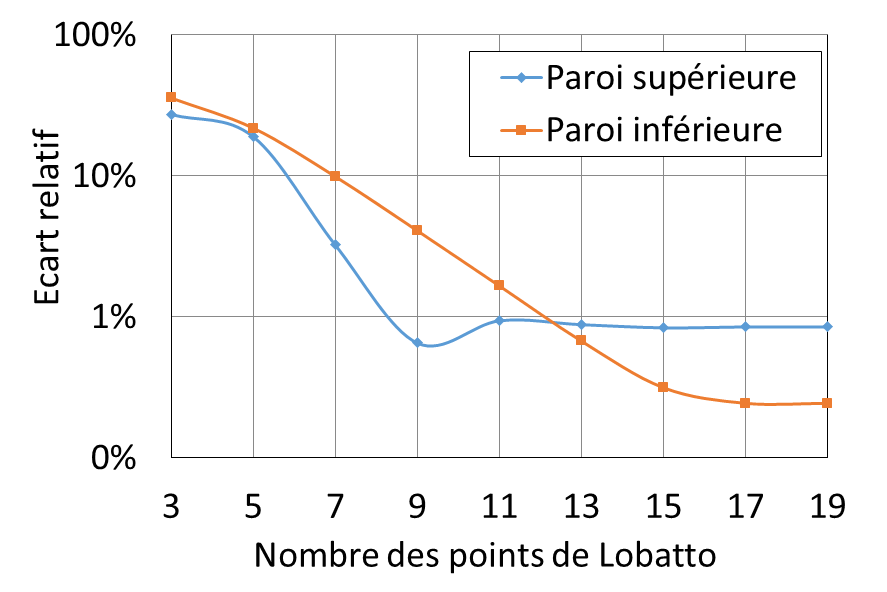 100%
10%
1%
0%
Ecart relatif
Paroi supérieure
Paroi inférieure
3 5 7 9 11 13 15 17 19
Nombre des points de Lobatto